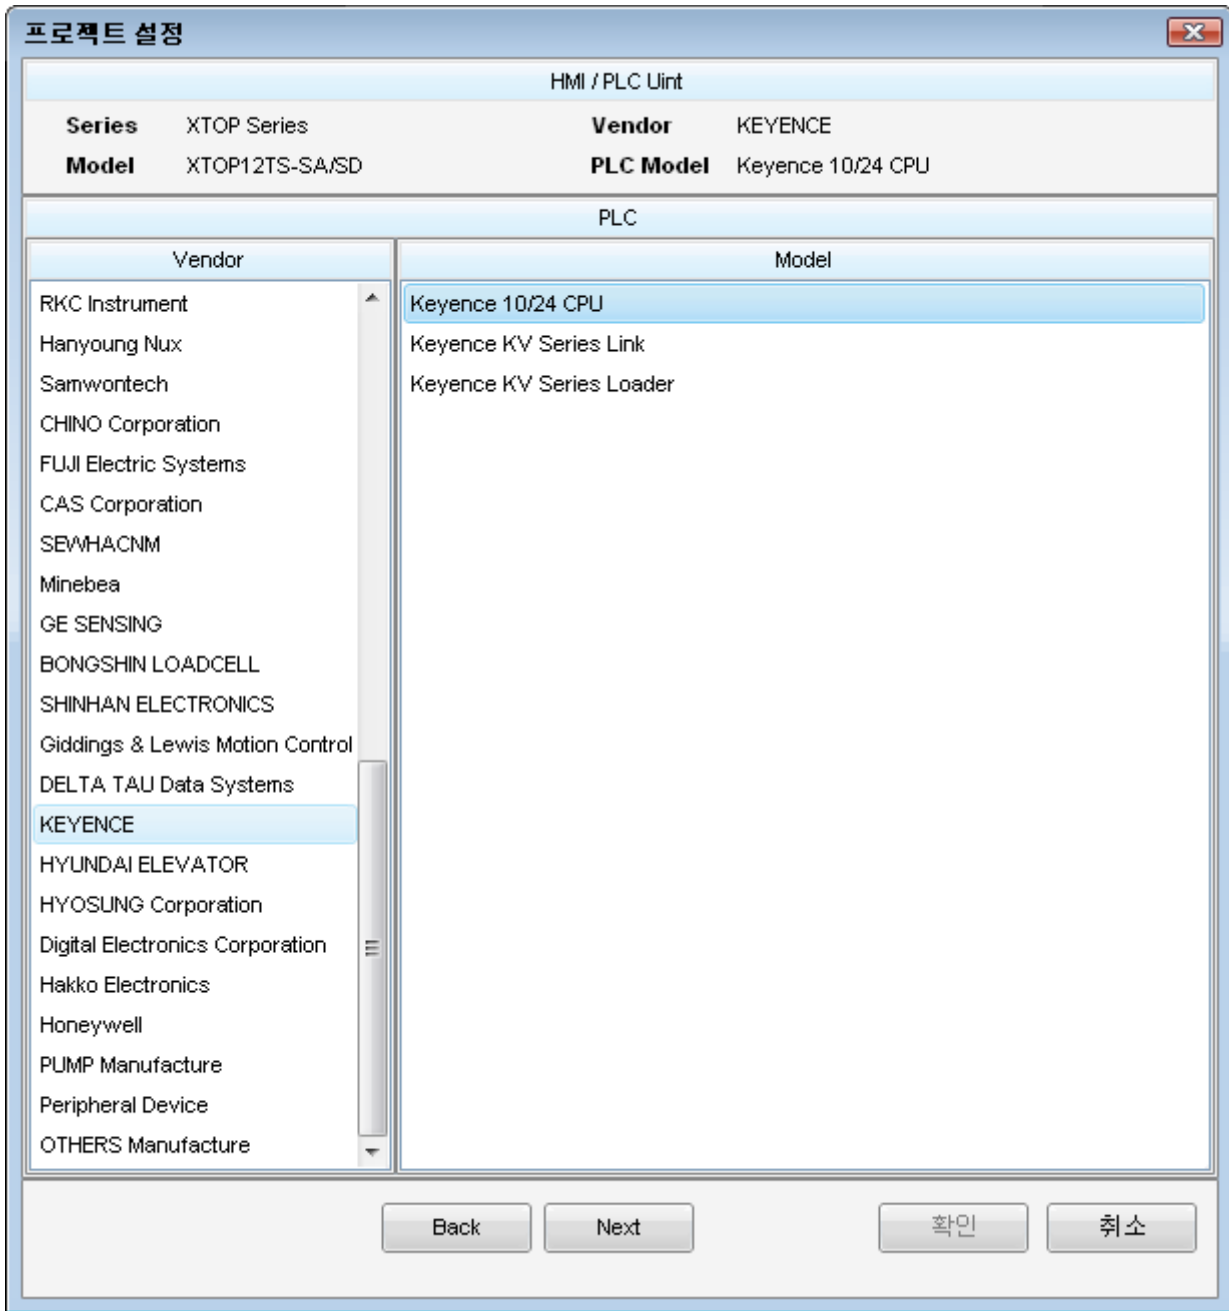 프로젝트 설정
HMI / PLC Uint
Series XTOP Series Vendor KEYENCE
Model XTOP12TS-SA/SD PLC Model Keyence 10/24 CPU
PLC
Vendor Model
RKC Instrument
Hanyoung Nux
Samwontech
CHINO Corporation
FUJI Electric Systems
CAS Corporation
SEWHACNM
Minebea
GE SENSING
BONGSHIN LOADCELL
SHINHAN ELECTRONICS
Giddings & Lewis Motion Control
DELTA TAU Data Systems
KEYENCE
HYUNDAI ELEVATOR
HYOSUNG Corporation
Digital Electronics Corporation
Hakko Electronics
Honeywell
PUMP Manufacture
Peripheral Device
OTHERS Manufacture
Keyence 10/24 CPU
Keyence KV Series Link
Keyence KV Series Loader
Back Next 확인 취소